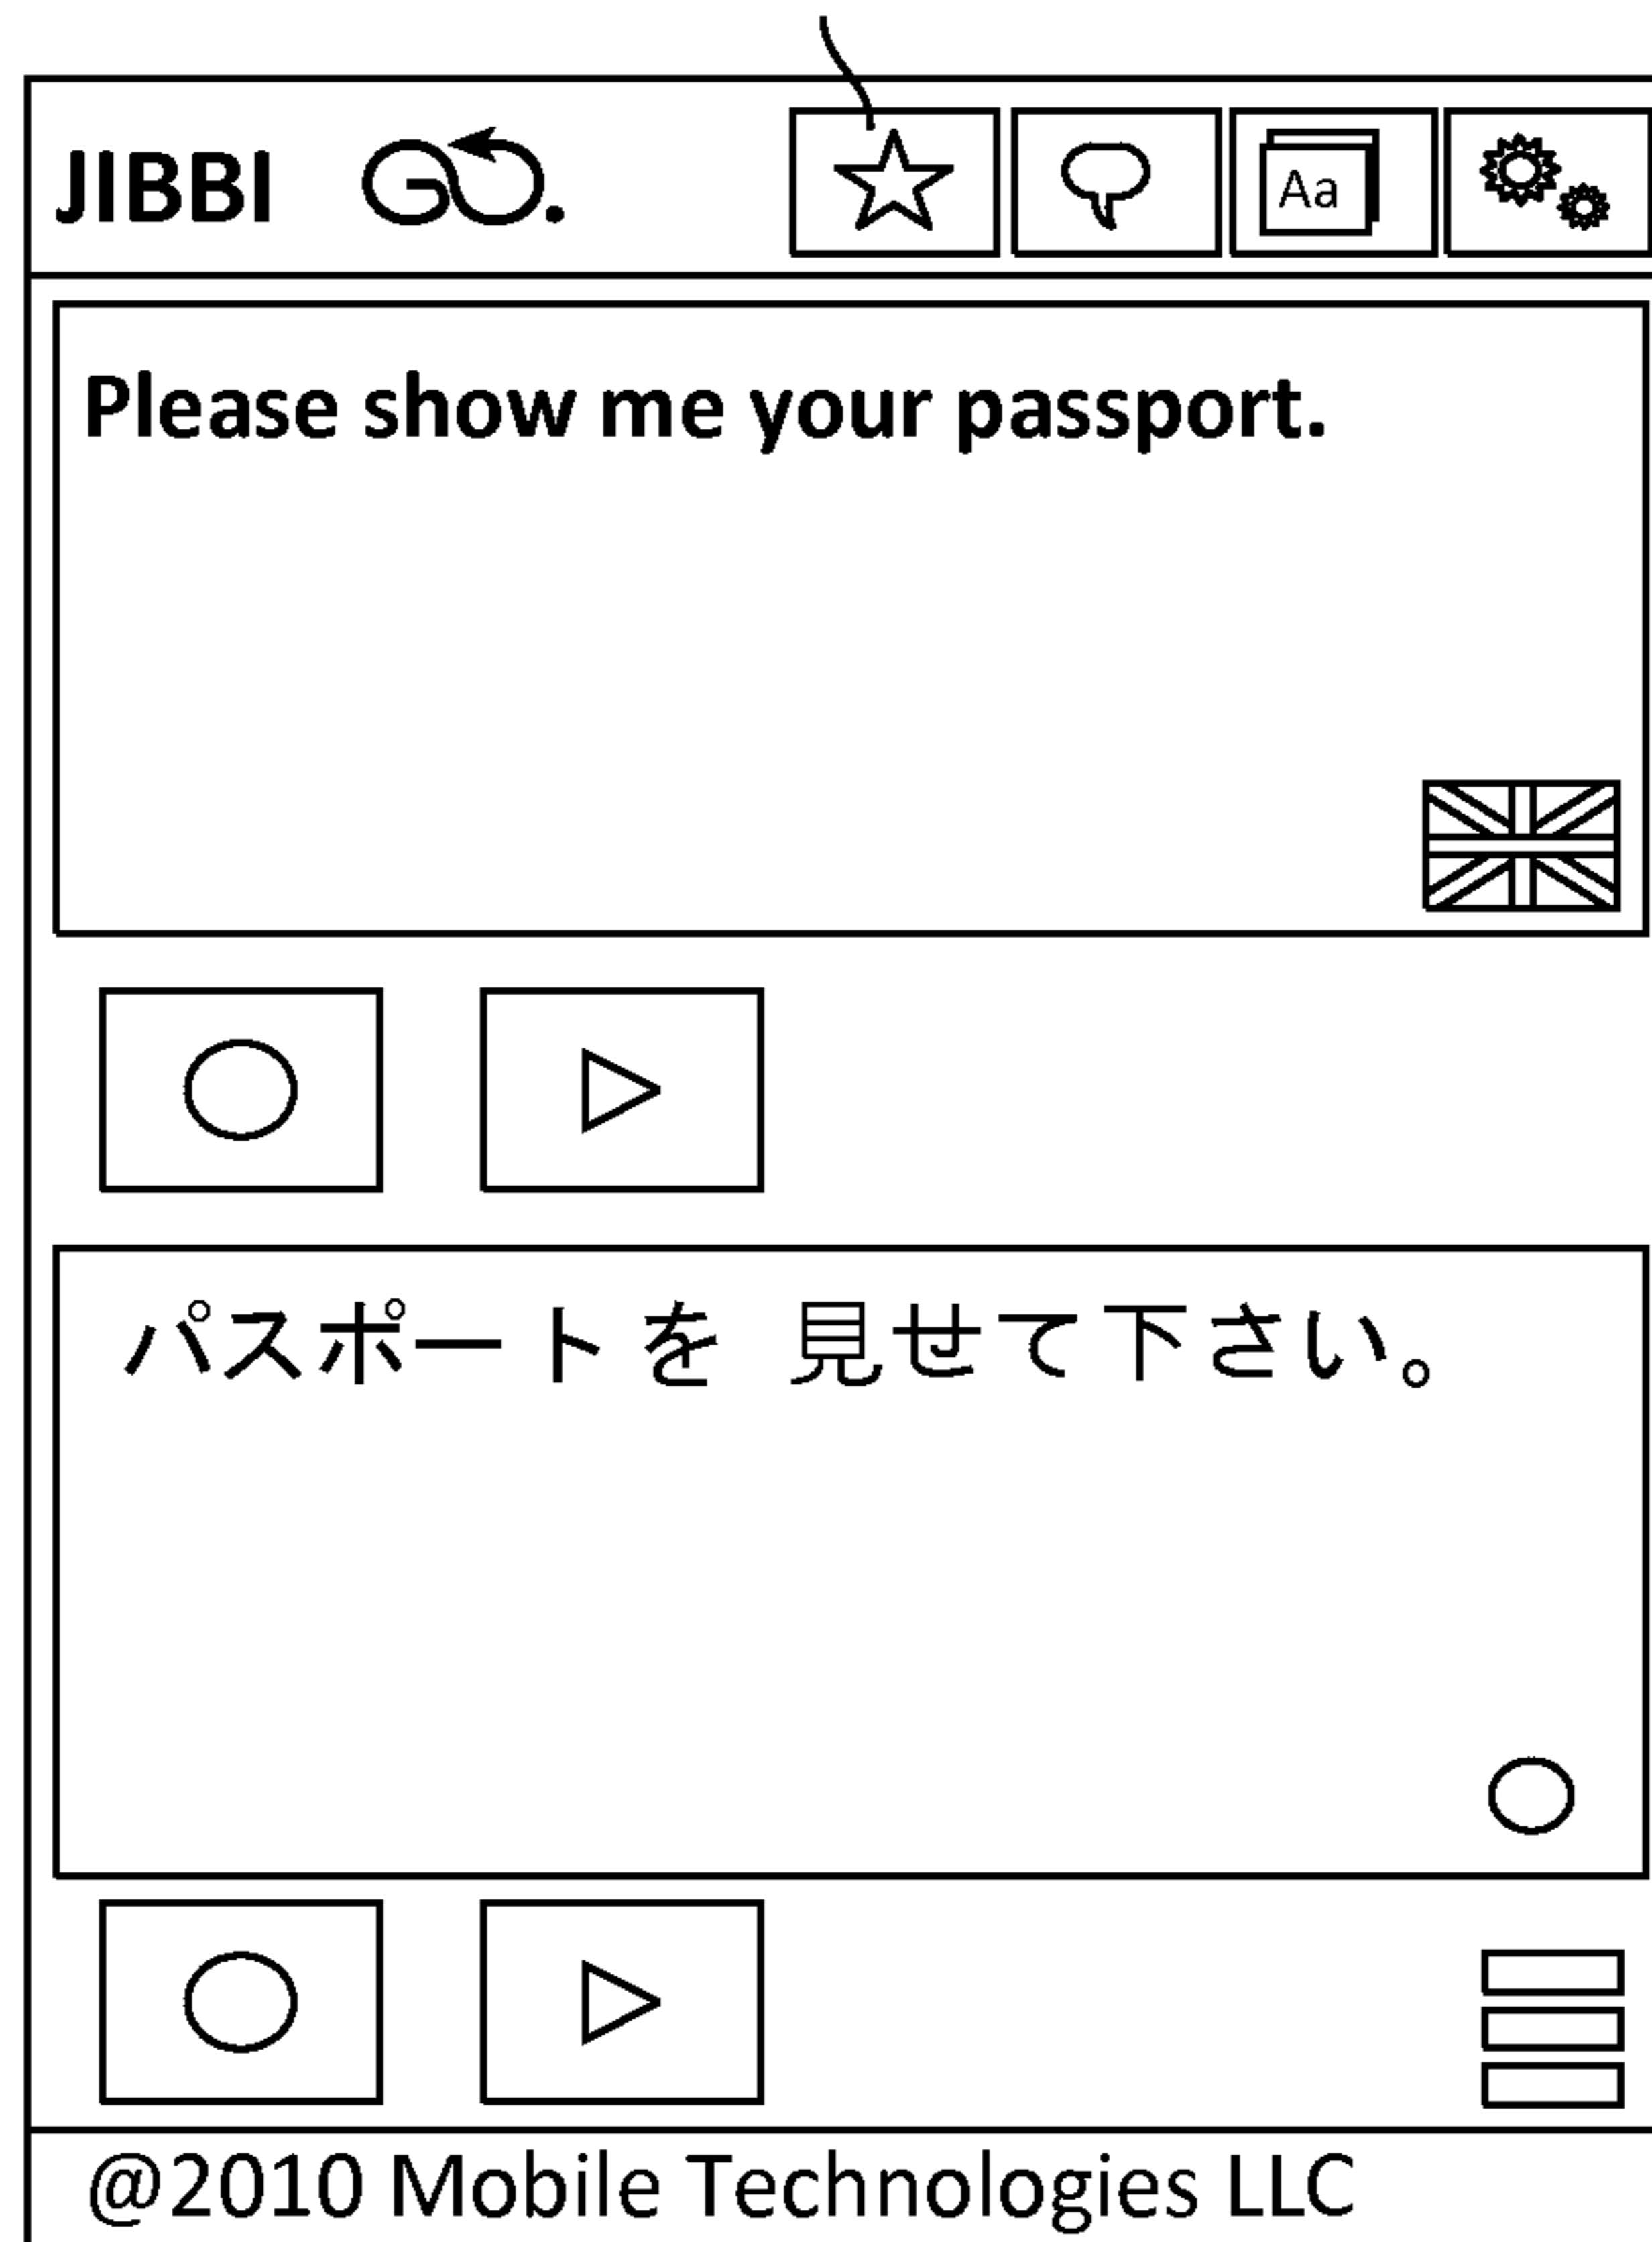 JIBBI GO.
Aa
Please show me your passport.
パスポートを 見せて下さい。
@2010 Mobile Technologies LLC